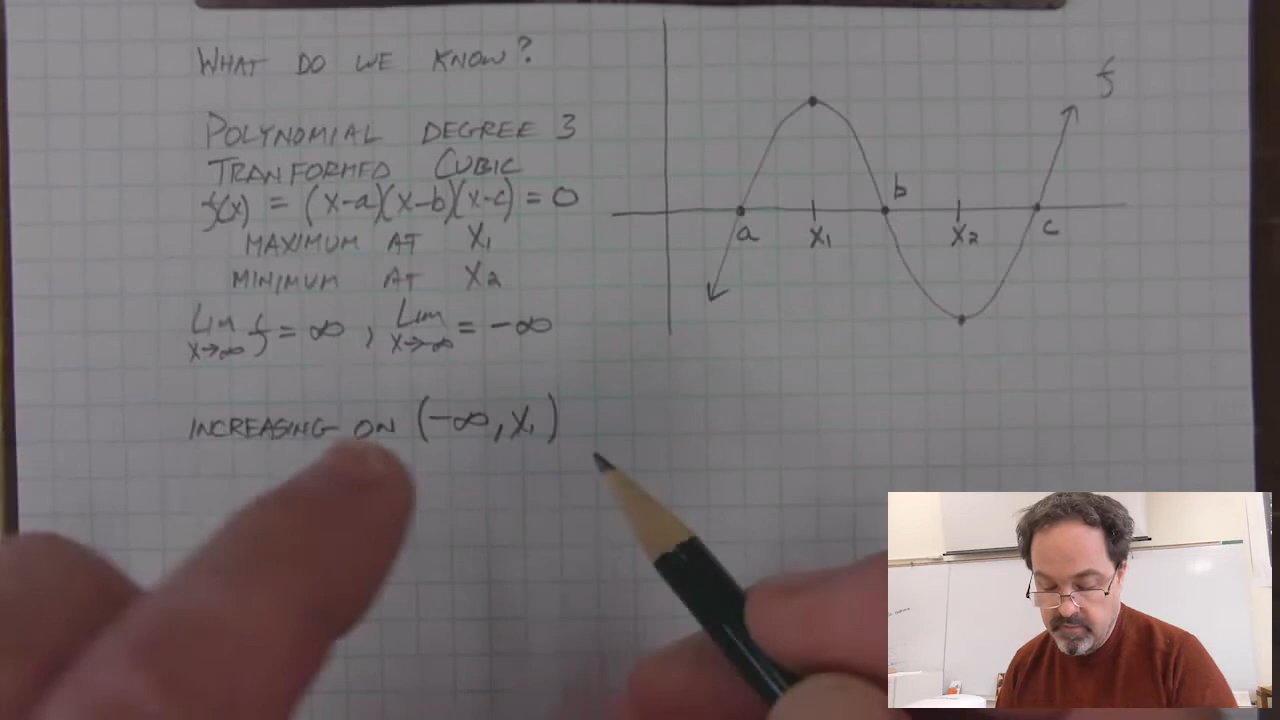 WHAT DO WE KNOW?
POLYNOMIAL DEGREE 3
TRANFORMED CUBIC
f(x) = (x-a)(x-b)(x-c) = 0
MAXIMUM AT X₁
MINIMUM AT X₂
Lim x→∞ f = ∞ , Lim x→-∞ = -∞
INCREASING ON (-∞, X₁)
f
b
a X₁ X₂ c